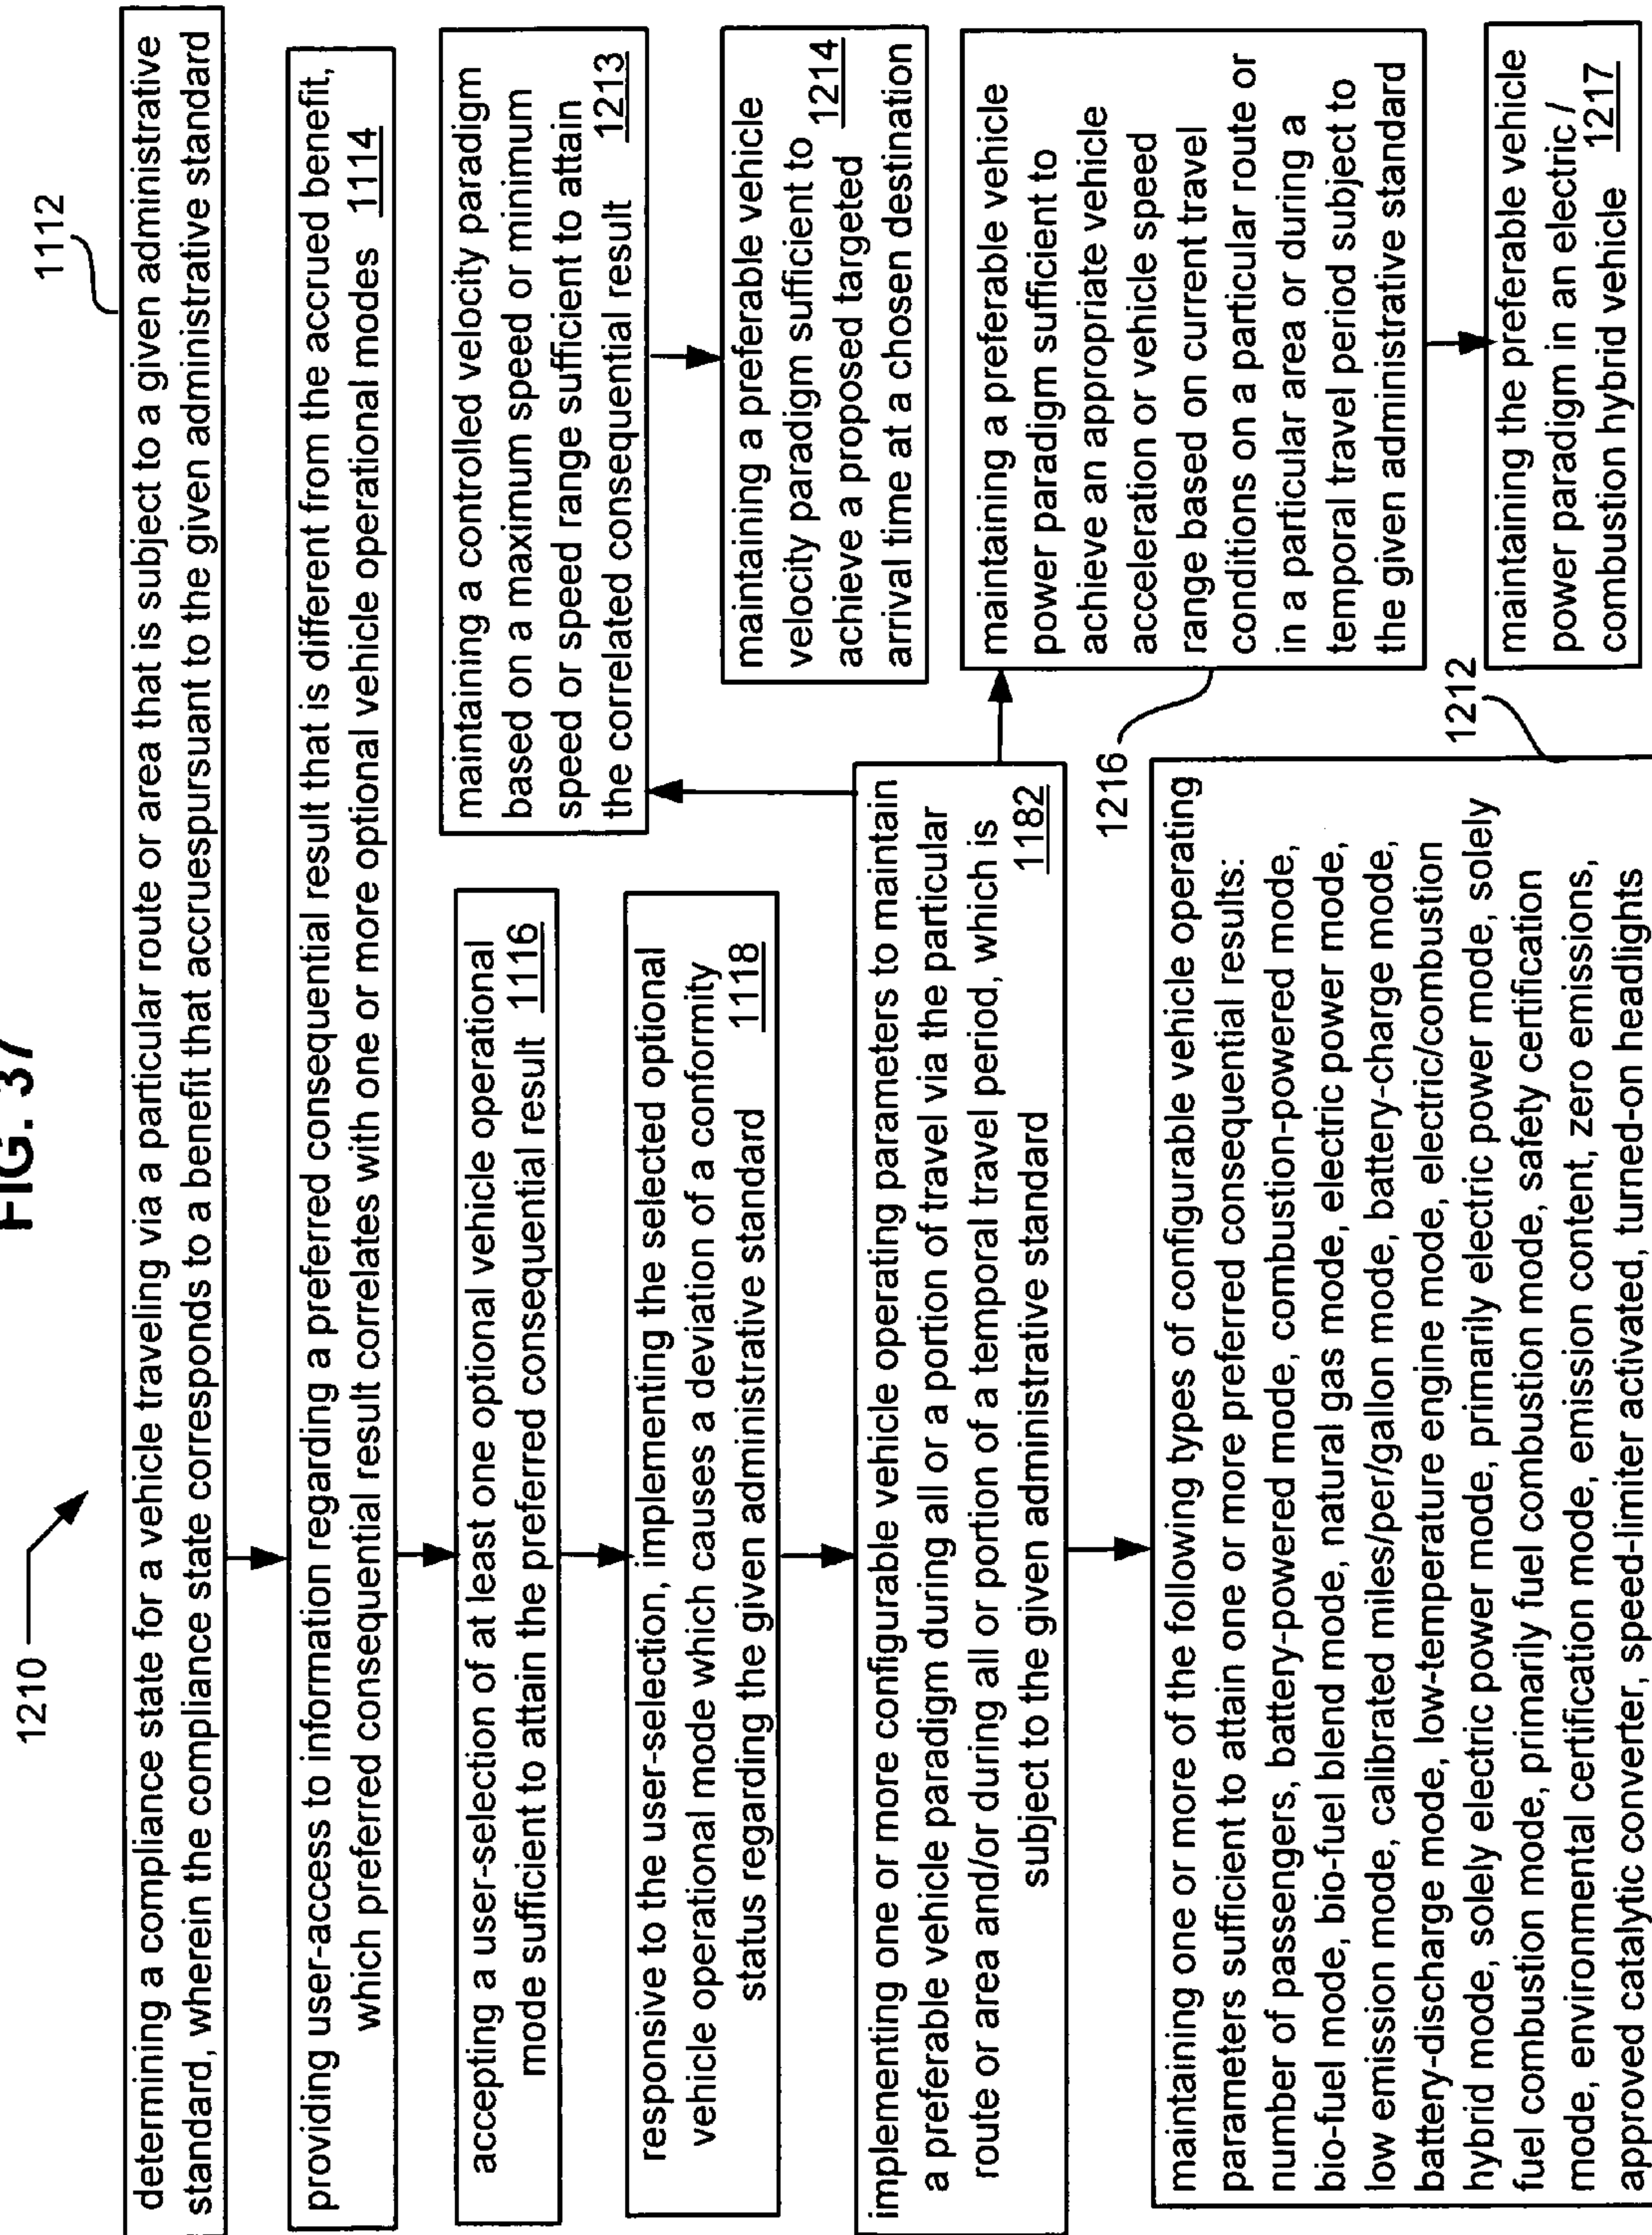 FIG. 37
1210
1112
determining a compliance state for a vehicle traveling via a particular route or area that is subject to a given administrative
standard, wherein the compliance state corresponds to a benefit that accruespursuant to the given administrative standard
providing user-access to information regarding a preferred consequential result that is different from the accrued benefit,
which preferred consequential result correlates with one or more optional vehicle operational modes 1114
accepting a user-selection of at least one optional vehicle operational
mode sufficient to attain the preferred consequential result 1116
responsive to the user-selection, implementing the selected optional
vehicle operational mode which causes a deviation of a conformity
status regarding the given administrative standard 1118
implementing one or more configurable vehicle operating parameters to maintain
a preferable vehicle paradigm during all or a portion of travel via the particular
route or area and/or during all or portion of a temporal travel period, which is
subject to the given administrative standard 1182
maintaining a controlled velocity paradigm
based on a maximum speed or minimum
speed or speed range sufficient to attain
the correlated consequential result 1213
maintaining a preferable vehicle
velocity paradigm sufficient to
achieve a proposed targeted 1214
arrival time at a chosen destination
maintaining a preferable vehicle
power paradigm sufficient to
achieve an appropriate vehicle
acceleration or vehicle speed
range based on current travel
conditions on a particular route or
in a particular area or during a
temporal travel period subject to
the given administrative standard
1216
maintaining the preferable vehicle
power paradigm in an electric /
combustion hybrid vehicle 1217
1212
maintaining one or more of the following types of configurable vehicle operating
parameters sufficient to attain one or more preferred consequential results:
number of passengers, battery-powered mode, combustion-powered mode,
bio-fuel mode, bio-fuel blend mode, natural gas mode, electric power mode,
low emission mode, calibrated miles/per/gallon mode, battery-charge mode,
battery-discharge mode, low-temperature engine mode, electric/combustion
hybrid mode, solely electric power mode, primarily electric power mode, solely
fuel combustion mode, primarily fuel combustion mode, safety certification
mode, environmental certification mode, emission content, zero emissions,
approved catalytic converter, speed-limiter activated, turned-on headlights